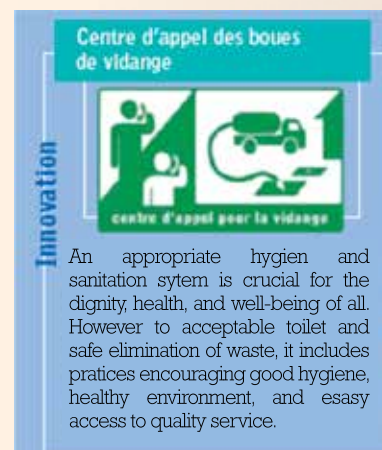 Centre d'appel des boues
de vidange
centre d'appel pour la vidange
Innovation
An appropriate hygien and
sanitation sytem is crucial for the
dignity, health, and well-being of all.
However to acceptable toilet and
safe elimination of waste, it includes
pratices encouraging good hygiene,
healthy environment, and esasy
access to quality service.